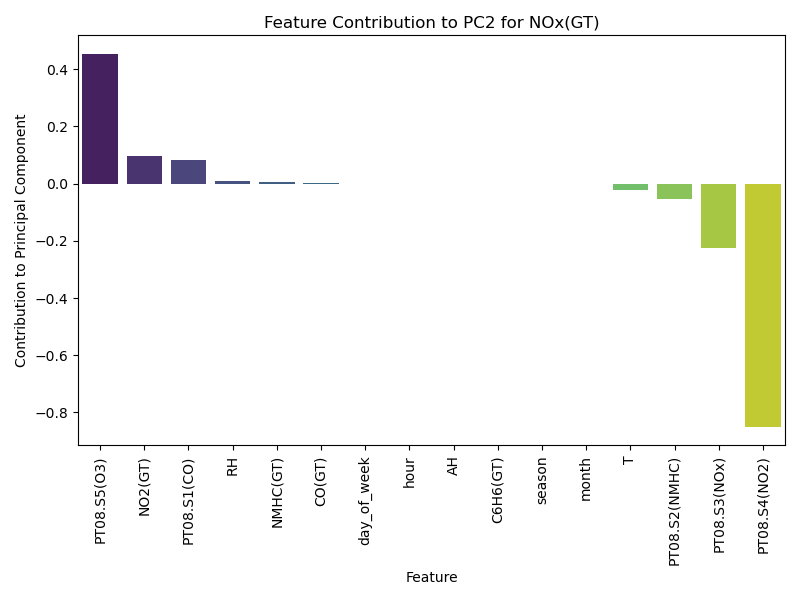 Feature Contribution to PC2 for NOx(GT)
Contribution to Principal Component
0.4
0.2
0.0
−0.2
−0.4
−0.6
−0.8
PT08.S5(O3)
NO2(GT)
PT08.S1(CO)
RH
NMHC(GT)
CO(GT)
day_of_week
hour
AH
C6H6(GT)
season
month
T
PT08.S2(NMHC)
PT08.S3(NOx)
PT08.S4(NO2)
Feature